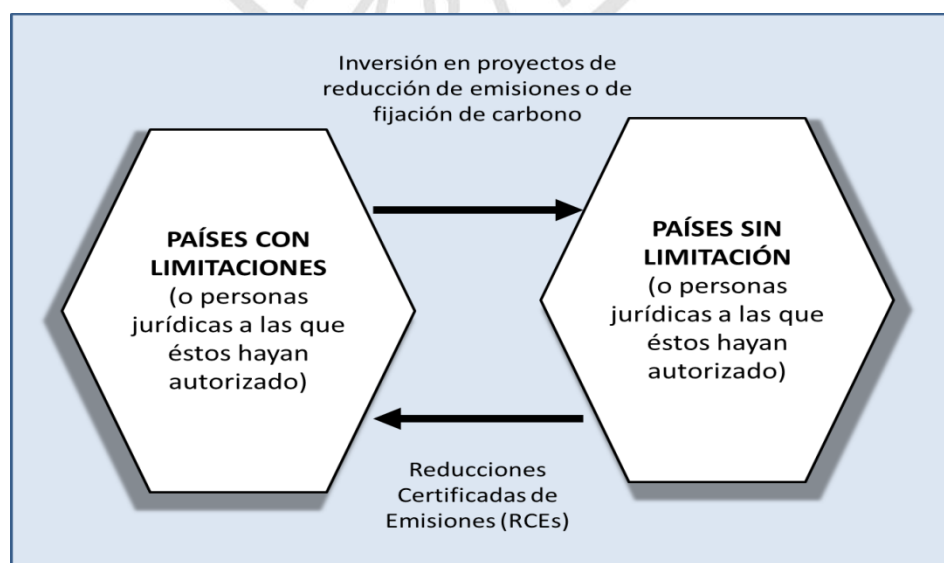 Inversión en proyectos de
reducción de emisiones o de
fijación de carbono
PAÍSES CON
LIMITACIONES
(o personas
jurídicas a las que
éstos hayan
autorizado)
PAÍSES SIN
LIMITACIÓN
(o personas
jurídicas a las que
éstos hayan
autorizado)
Reducciones
Certificadas de
Emisiones (RCEs)